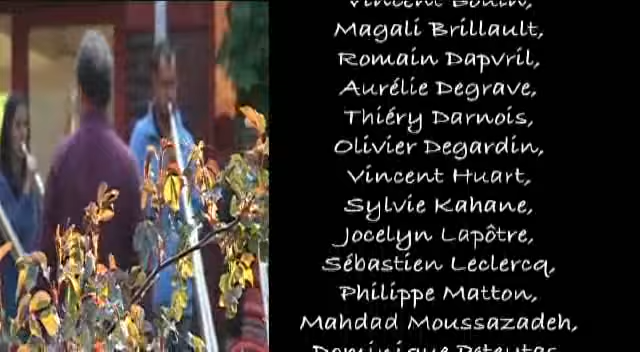 Magali Brillault,
Romain Dapvril,
Aurélie Degrave,
Thiéry Darnois,
Olivier Degardin,
Vincent Huart,
Sylvie Kahane,
Jocelyn Lapôtre,
Sébastien Leclercq,
Philippe Matton,
Mahdad Moussazadeh,
Dominique